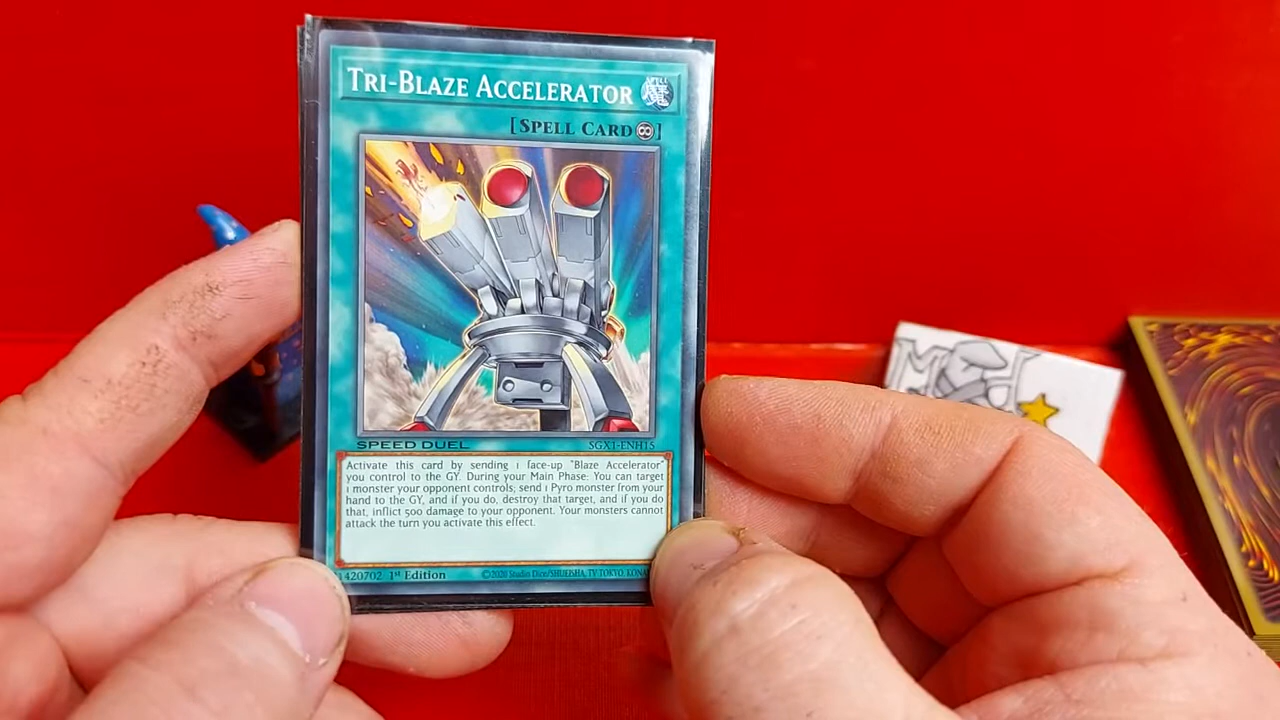 TRI-BLAZE ACCELERATOR
SPELL
魔
[SPELL CARD]
SPEED DUEL SGX1-ENH15
Activate this card by sending 1 face-up "Blaze Accelerator"
you control to the GY. During your Main Phase: You can target
1 monster your opponent controls; send 1 Pyro monster from your
hand to the GY, and if you do, destroy that target, and if you do
that, inflict 500 damage to your opponent. Your monsters cannot
attack the turn you activate this effect.
1420702 1st Edition ©2020 Studio Dice/SHUEISHA, TV TOKYO,